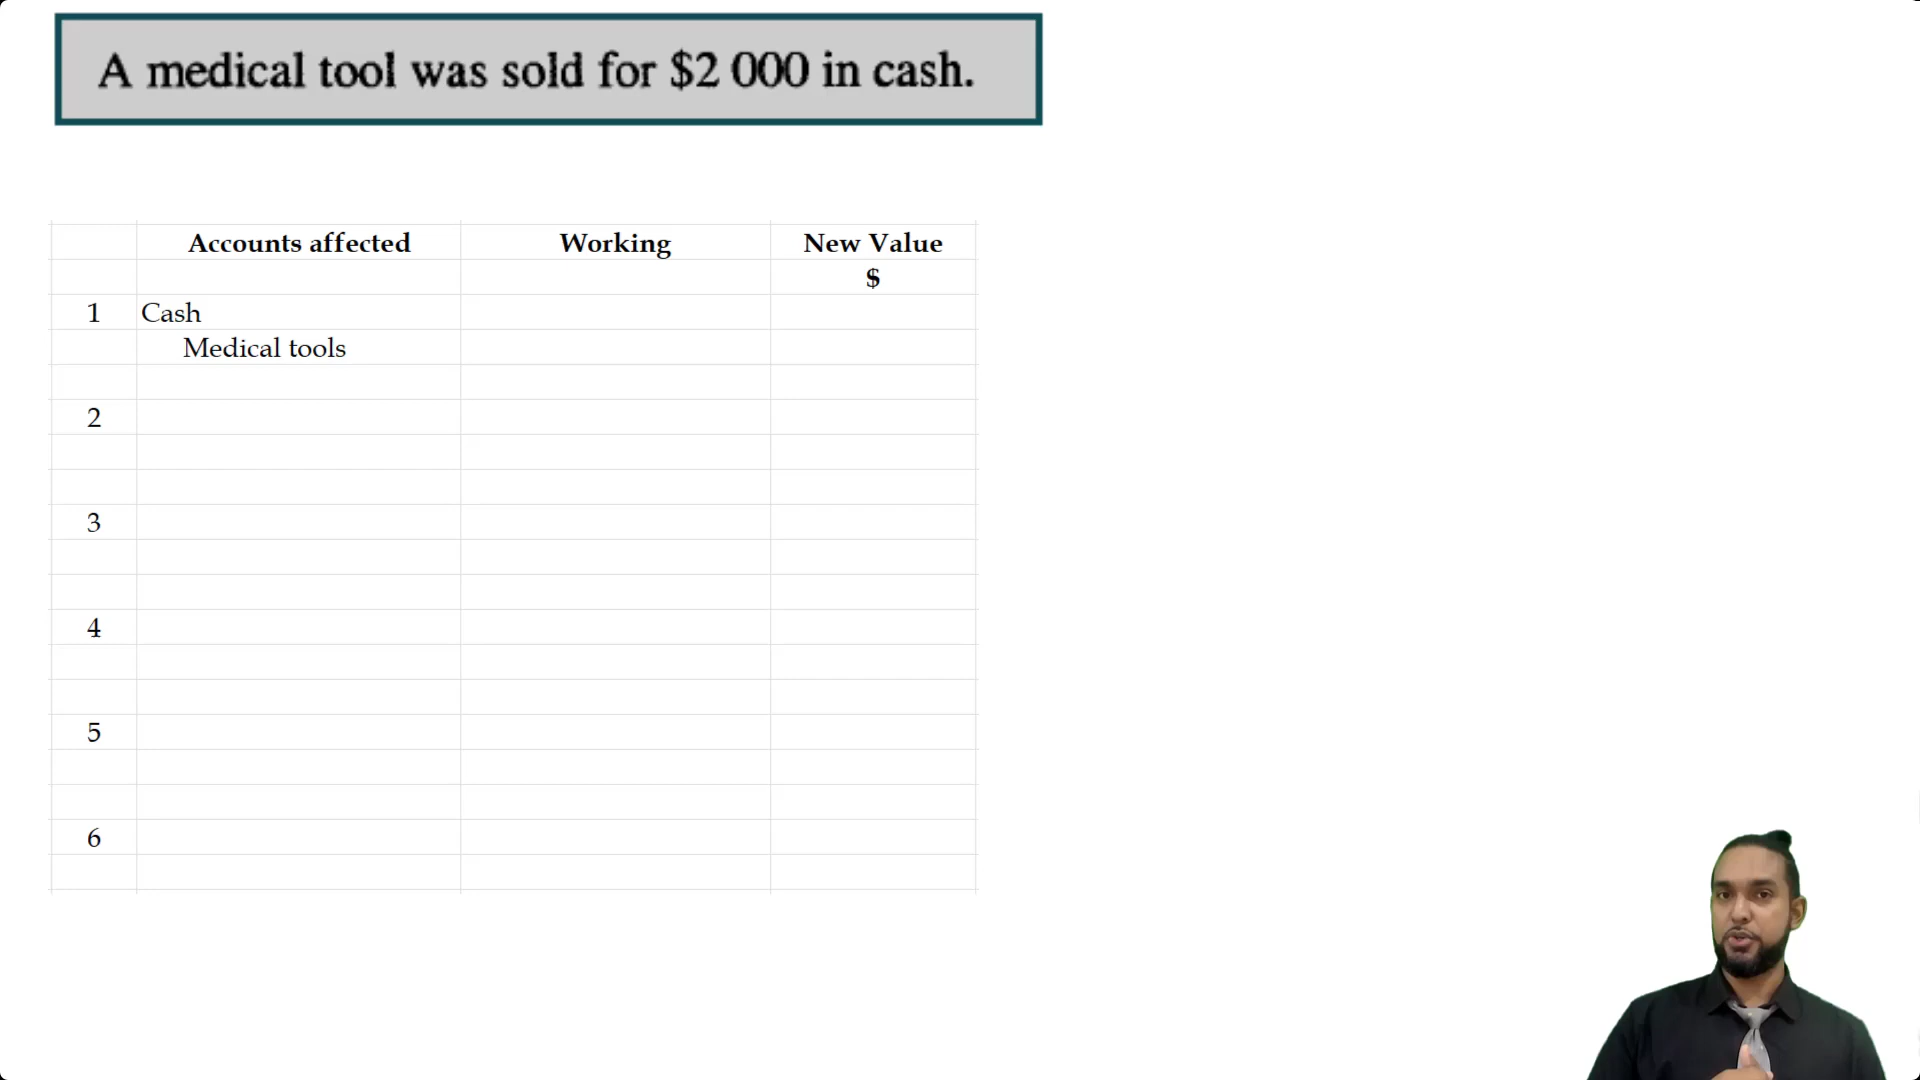 A medical tool was sold for $2 000 in cash.
Accounts affected Working New Value
$
1 Cash
Medical tools
2
3
4
5
6